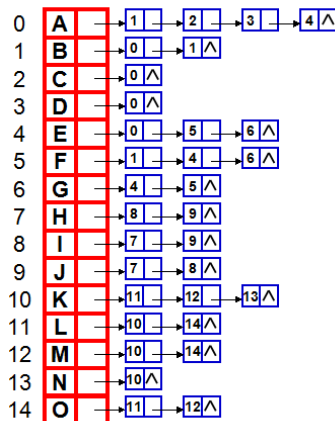 0 A 1 2 3 4 ^
1 B 0 1 ^
2 C 0 ^
3 D 0 ^
4 E 0 5 6 ^
5 F 1 4 6 ^
6 G 4 5 ^
7 H 8 9 ^
8 I 7 9 ^
9 J 7 8 ^
10 K 11 12 13 ^
11 L 10 14 ^
12 M 10 14 ^
13 N 10 ^
14 O 11 12 ^